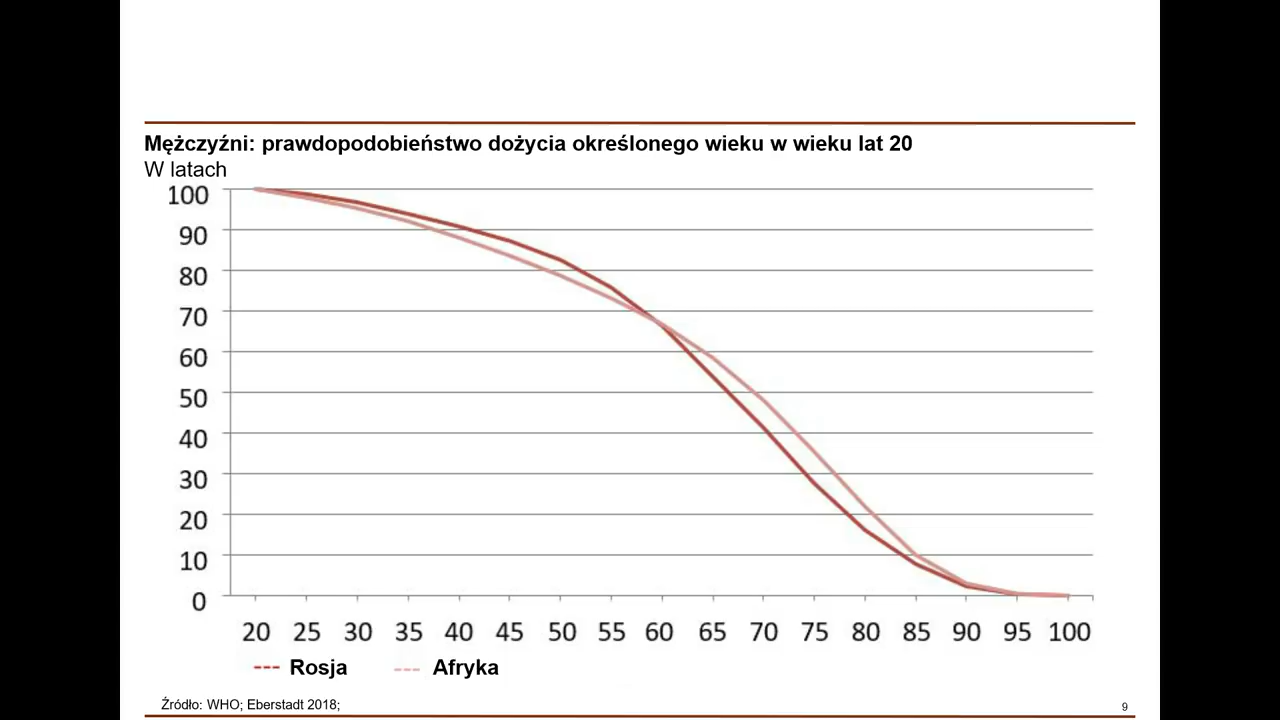 Mężczyźni: prawdopodobieństwo dożycia określonego wieku w wieku lat 20
W latach
100
90
80
70
60
50
40
30
20
10
0
20 25 30 35 40 45 50 55 60 65 70 75 80 85 90 95 100
Rosja Afryka
Źródło: WHO; Eberstadt 2018;
9